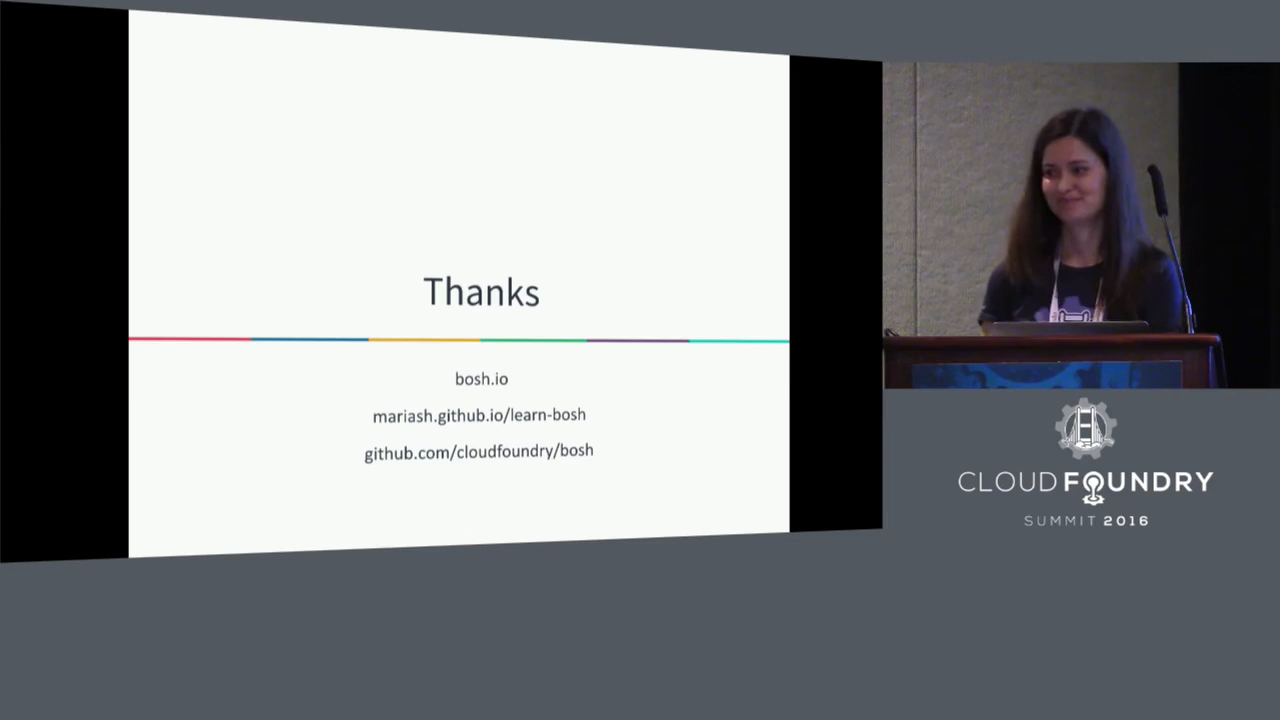 Thanks
bosh.io
mariash.github.io/learn-bosh
github.com/cloudfoundry/bosh
CLOUD FOUNDRY
SUMMIT 2016